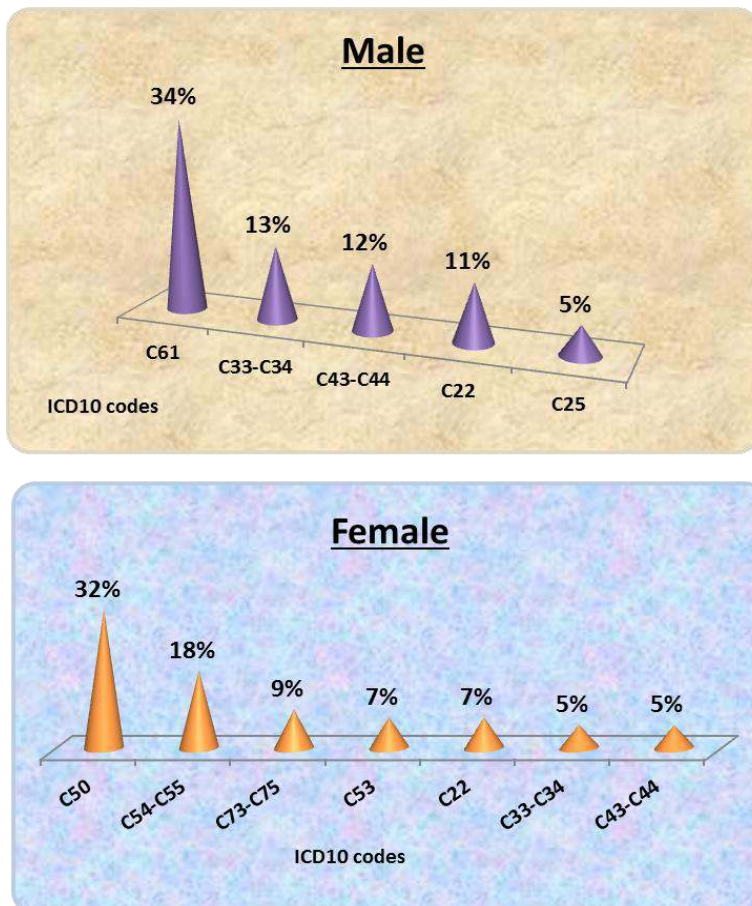 Male
34%
13%
12%
11%
5%
C61
C33-C34
C43-C44
C22
C25
ICD10 codes
Female
32%
18%
9%
7%
7%
5%
5%
C50
C54-C55
C73-C75
C53
C22
C33-C34
C43-C44
ICD10 codes